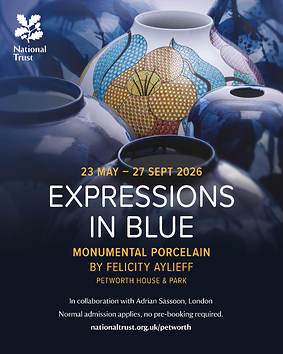 National
Trust
23 MAY – 27 SEPT 2026
EXPRESSIONS
IN BLUE
MONUMENTAL PORCELAIN
BY FELICITY AYLIEFF
PETWORTH HOUSE & PARK
In collaboration with Adrian Sassoon, London
Normal admission applies, no pre-booking required.
nationaltrust.org.uk/petworth